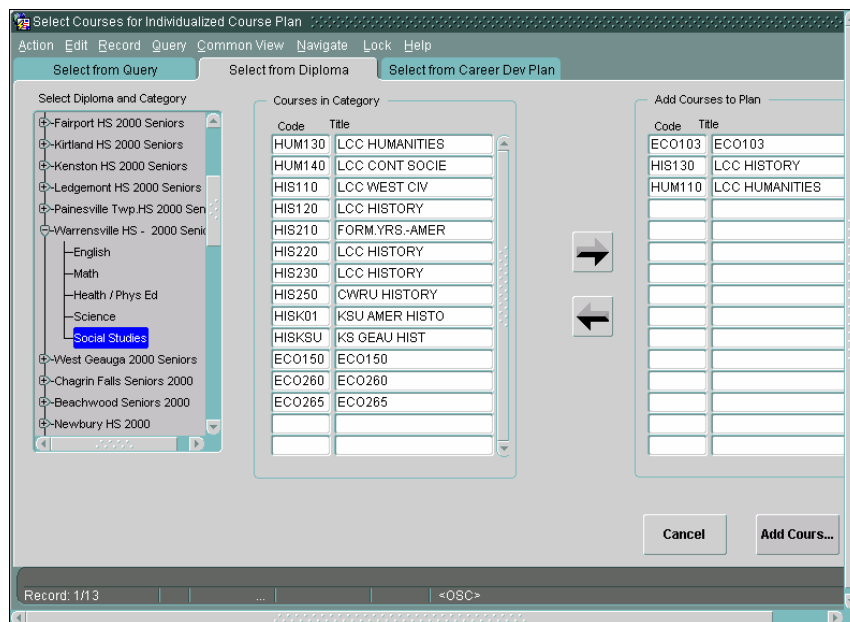 Select Courses for Individualized Course Plan
Action Edit Record Query Common View Navigate Lock Help
Select from Query
Select from Diploma
Select from Career Dev Plan
Select Diploma and Category
Fairport HS 2000 Seniors
Kirtland HS 2000 Seniors
Kenston HS 2000 Seniors
Ledgemont HS 2000 Seniors
Painesville Twp.HS 2000 Sen
Warrensville HS - 2000 Senic
English
Math
Health / Phys Ed
Science
Social Studies
West Geauga 2000 Seniors
Chagrin Falls Seniors 2000
Beachwood Seniors 2000
Newbury HS 2000
Courses in Category
Code Title
HUM130 LCC HUMANITIES
HUM140 LCC CONT SOCIE
HIS110 LCC WEST CIV
HIS120 LCC HISTORY
HIS210 FORM.YRS.-AMER
HIS220 LCC HISTORY
HIS230 LCC HISTORY
HIS250 CWRU HISTORY
HISK01 KSU AMER HISTO
HISKSU KS GEAU HIST
ECO150 ECO150
ECO260 ECO260
ECO265 ECO265
Add Courses to Plan
Code Title
ECO103 ECO103
HIS130 LCC HISTORY
HUM110 LCC HUMANITIES
Cancel
Add Cours...
Record: 1/13 ... <OSC>